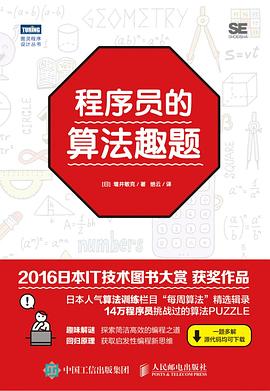 TURING
图灵程序
设计丛书
SE
SHOEISHA
程序员的
算法趣题
[日] 增井敏克 / 著 绝云 / 译
numbers
2016日本IT技术图书大赏 获奖作品
日本人气算法训练栏目“每周算法”精选辑录
14万程序员挑战过的算法PUZZLE
趣味解谜 探索简洁高效的编程之道
回归原理 获取启发性编程新思维
一题多解
源代码均可下载
中国工信出版集团
人民邮电出版社
POSTS & TELECOM PRESS